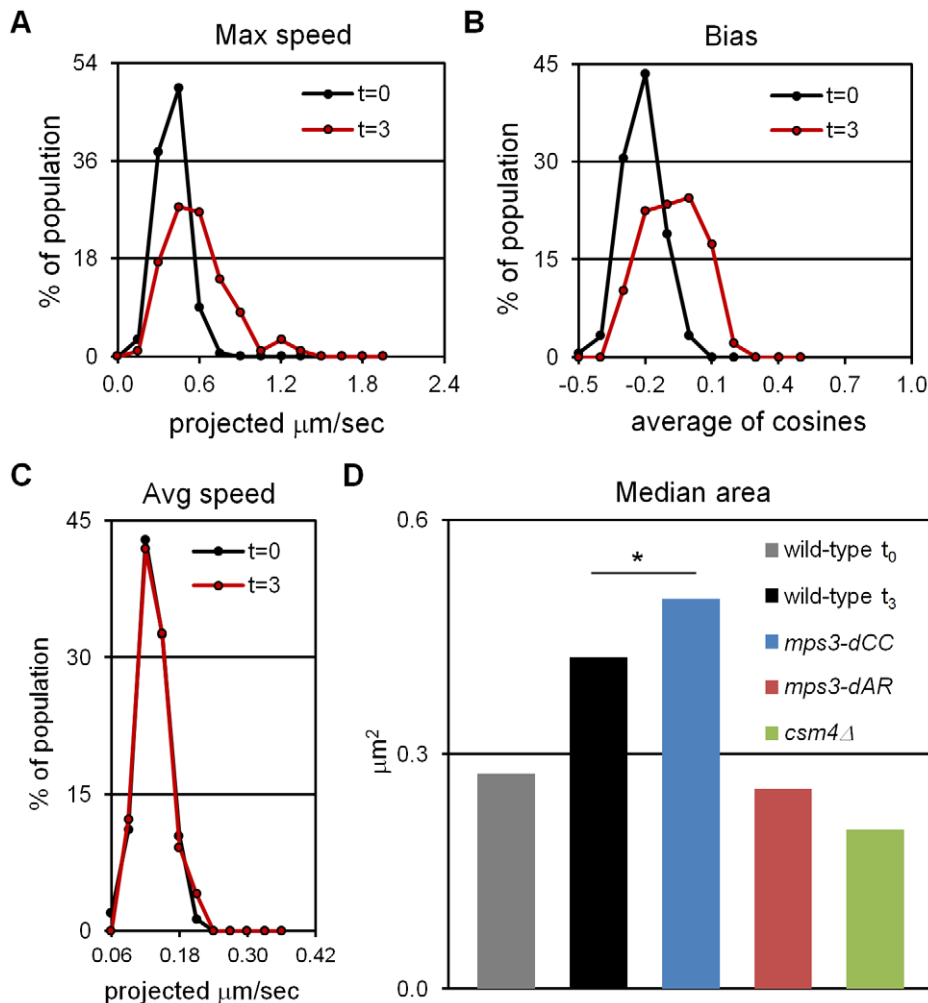 A
Max speed
54
36
18
0
% of population
t=0
t=3
0.0 0.6 1.2 1.8 2.4
projected μm/sec
B
Bias
45
30
15
0
% of population
t=0
t=3
-0.5 -0.2 0.1 0.4 0.7 1.0
average of cosines
C
Avg speed
45
30
15
0
% of population
t=0
t=3
0.06 0.18 0.30 0.42
projected μm/sec
D
Median area
0.6
0.3
0.0
μm²
*
wild-type t₀
wild-type t₃
mps3-dCC
mps3-dAR
csm4Δ